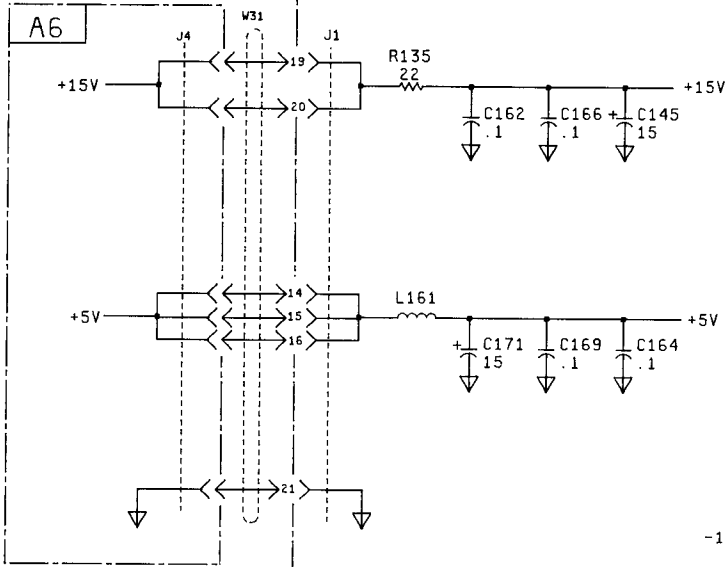 A6
W31
J4
J1
+15V
19
20
R135
22
C162
.1
C166
.1
+
C145
15
+15V
+5V
14
15
16
L161
+
C171
15
C169
.1
C164
.1
+5V
21
-1